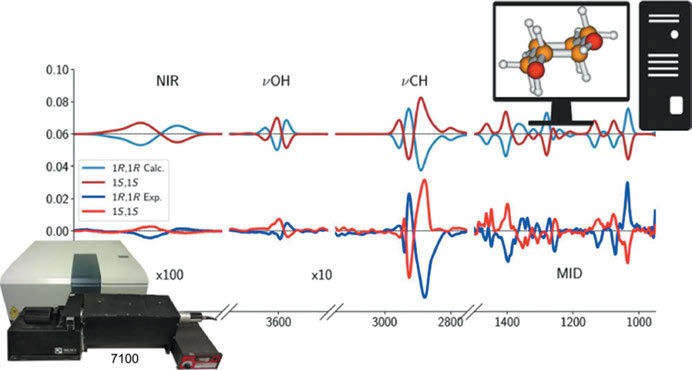 NIR νOH νCH
0.10
0.08
0.06
0.04
0.02
0.00
1R,1R Calc.
1S,1S
1R,1R Exp.
1S,1S
x100 x10 MID
7100 3600 3000 2800 1400 1200 1000